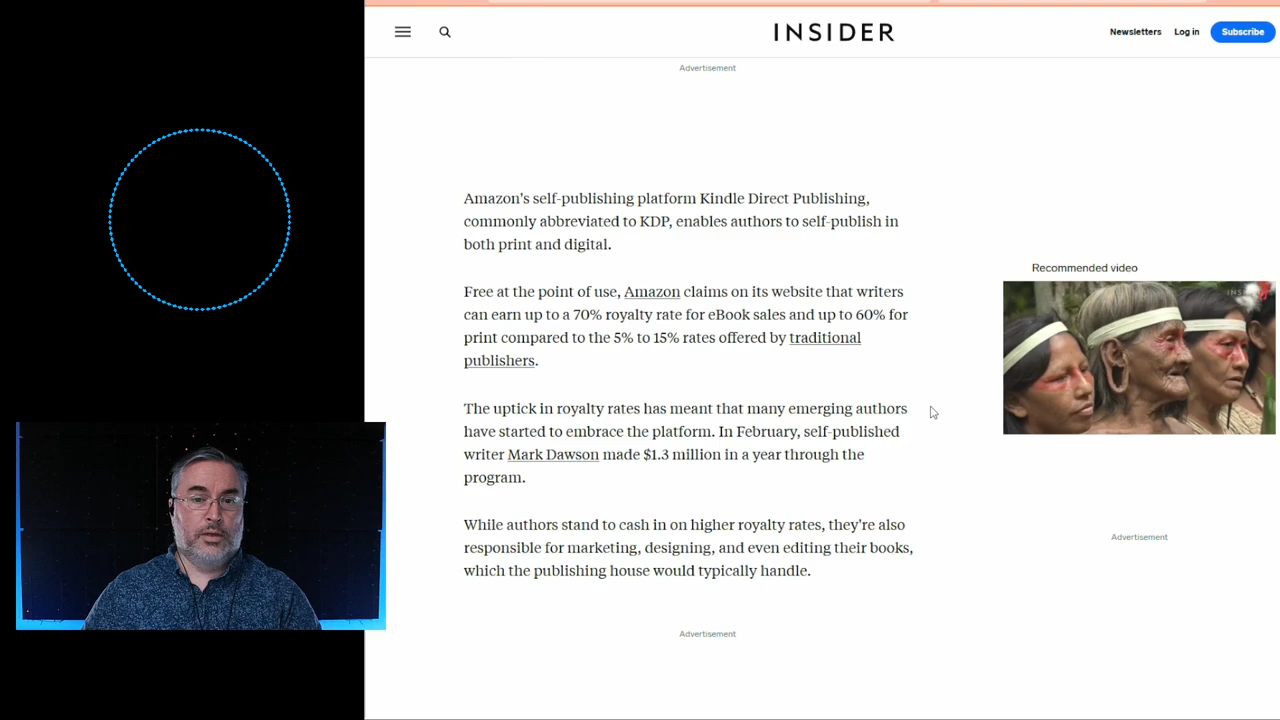 INSIDER
Newsletters Log in Subscribe
Advertisement
Amazon's self-publishing platform Kindle Direct Publishing,
commonly abbreviated to KDP, enables authors to self-publish in
both print and digital.
Free at the point of use, Amazon claims on its website that writers
can earn up to a 70% royalty rate for eBook sales and up to 60% for
print compared to the 5% to 15% rates offered by traditional
publishers.
The uptick in royalty rates has meant that many emerging authors
have started to embrace the platform. In February, self-published
writer Mark Dawson made $1.3 million in a year through the
program.
While authors stand to cash in on higher royalty rates, they're also
responsible for marketing, designing, and even editing their books,
which the publishing house would typically handle.
Advertisement
Recommended video
INSIDER
Advertisement